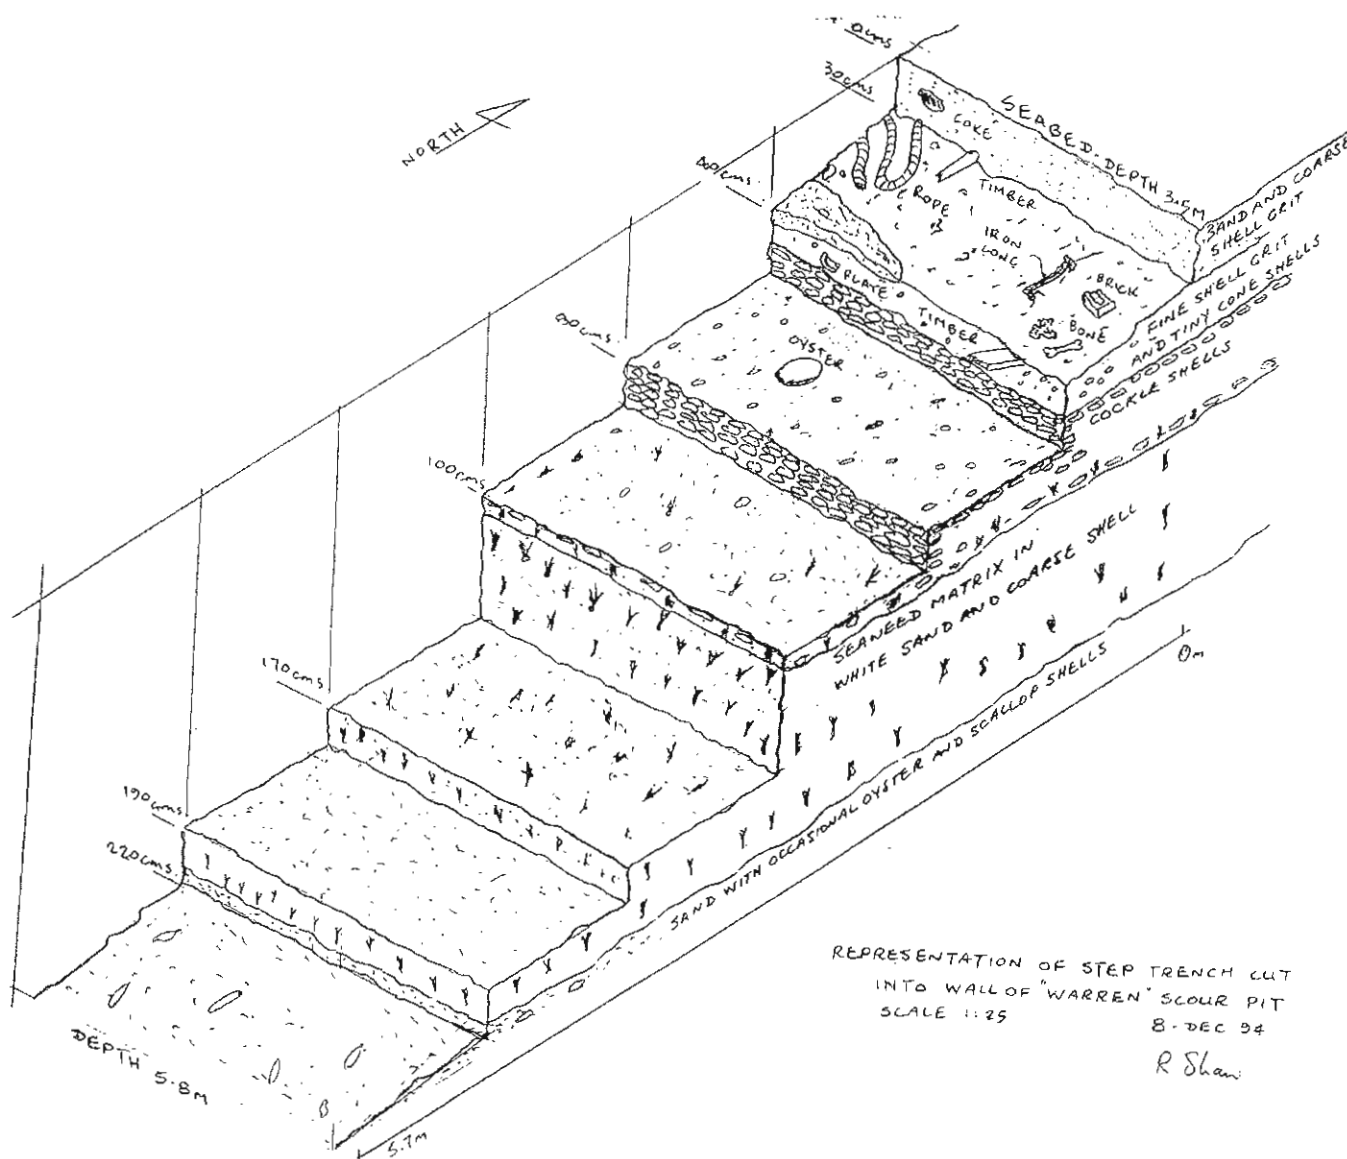 0cms
30cms
NORTH
60cms
80cms
100cms
170cms
190cms
220cms
SEABED-DEPTH 3.5M
COKE
ROPE
TIMBER
IRON
LONG
BRICK
BONE
PLATE
TIMBER
OYSTER
SAND AND COARSE
SHELL GRIT
FINE SHELL GRIT
AND TINY CONE SHELLS
COCKLE SHELLS
SEAWEED MATRIX IN
WHITE SAND AND COARSE SHELL
SAND WITH OCCASIONAL OYSTER AND SCALLOP SHELLS
0m
5.7M
DEPTH 5.8M
REPRESENTATION OF STEP TRENCH CUT
INTO WALL OF "WARREN" SCOUR PIT
SCALE 1:25
8-DEC 94
R Shaw